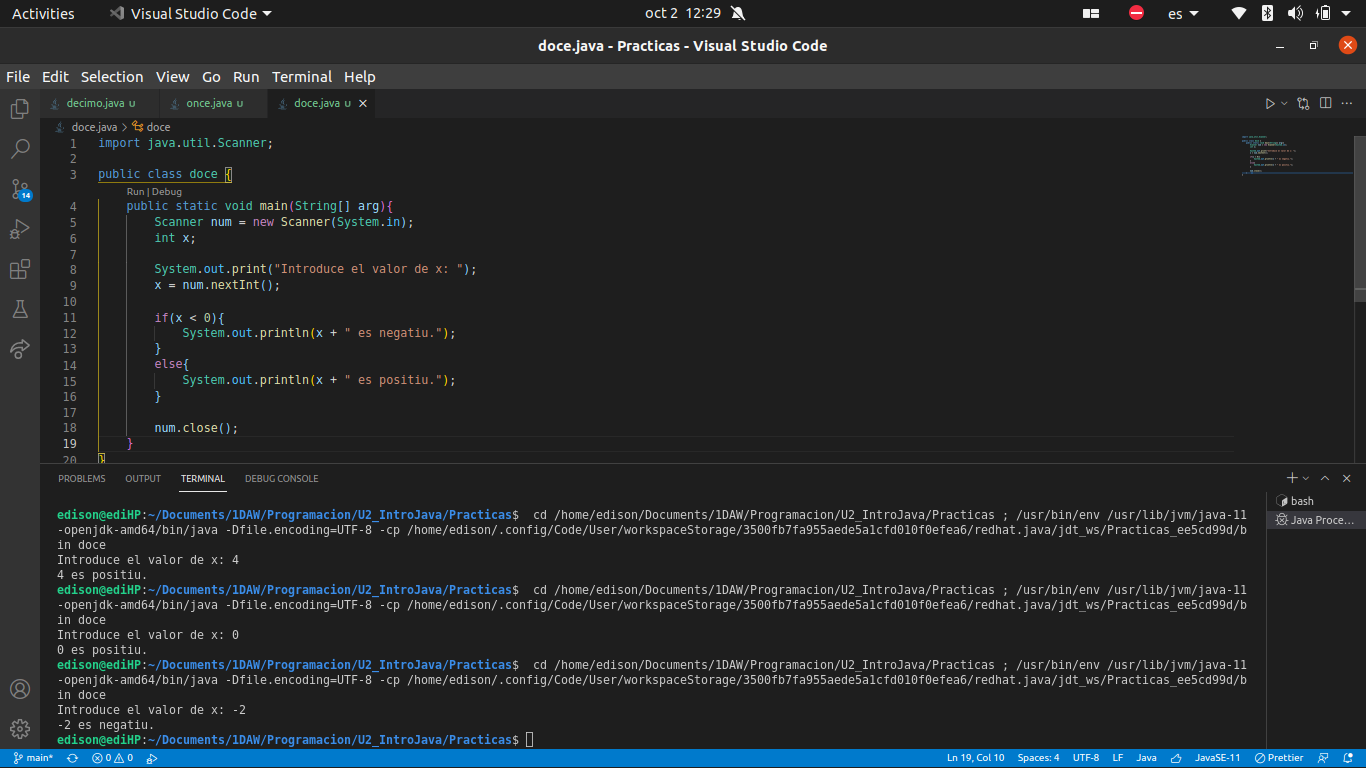 Activities Visual Studio Code oct 2 12:29 es
doce.java - Practicas - Visual Studio Code
File Edit Selection View Go Run Terminal Help
decimo.java U once.java U doce.java U
doce.java > doce
1 import java.util.Scanner;
2
3 public class doce {
Run | Debug
4 public static void main(String[] arg){
5 Scanner num = new Scanner(System.in);
6 int x;
7
8 System.out.print("Introduce el valor de x: ");
9 x = num.nextInt();
10
11 if(x < 0){
12 System.out.println(x + " es negatiu.");
13 }
14 else{
15 System.out.println(x + " es positiu.");
16 }
17
18 num.close();
19 }
20 }
14
PROBLEMS OUTPUT TERMINAL DEBUG CONSOLE
bash
Java Proce...
edison@ediHP:~/Documents/1DAW/Programacion/U2_IntroJava/Practicas$ cd /home/edison/Documents/1DAW/Programacion/U2_IntroJava/Practicas ; /usr/bin/env /usr/lib/jvm/java-11
-openjdk-amd64/bin/java -Dfile.encoding=UTF-8 -cp /home/edison/.config/Code/User/workspaceStorage/3500fb7fa955aede5a1cfd010f0efea6/redhat.java/jdt_ws/Practicas_ee5cd99d/b
in doce
Introduce el valor de x: 4
4 es positiu.
edison@ediHP:~/Documents/1DAW/Programacion/U2_IntroJava/Practicas$ cd /home/edison/Documents/1DAW/Programacion/U2_IntroJava/Practicas ; /usr/bin/env /usr/lib/jvm/java-11
-openjdk-amd64/bin/java -Dfile.encoding=UTF-8 -cp /home/edison/.config/Code/User/workspaceStorage/3500fb7fa955aede5a1cfd010f0efea6/redhat.java/jdt_ws/Practicas_ee5cd99d/b
in doce
Introduce el valor de x: 0
0 es positiu.
edison@ediHP:~/Documents/1DAW/Programacion/U2_IntroJava/Practicas$ cd /home/edison/Documents/1DAW/Programacion/U2_IntroJava/Practicas ; /usr/bin/env /usr/lib/jvm/java-11
-openjdk-amd64/bin/java -Dfile.encoding=UTF-8 -cp /home/edison/.config/Code/User/workspaceStorage/3500fb7fa955aede5a1cfd010f0efea6/redhat.java/jdt_ws/Practicas_ee5cd99d/b
in doce
Introduce el valor de x: -2
-2 es negatiu.
edison@ediHP:~/Documents/1DAW/Programacion/U2_IntroJava/Practicas$
main* 0 0 Ln 19, Col 10 Spaces: 4 UTF-8 LF Java JavaSE-11 Prettier